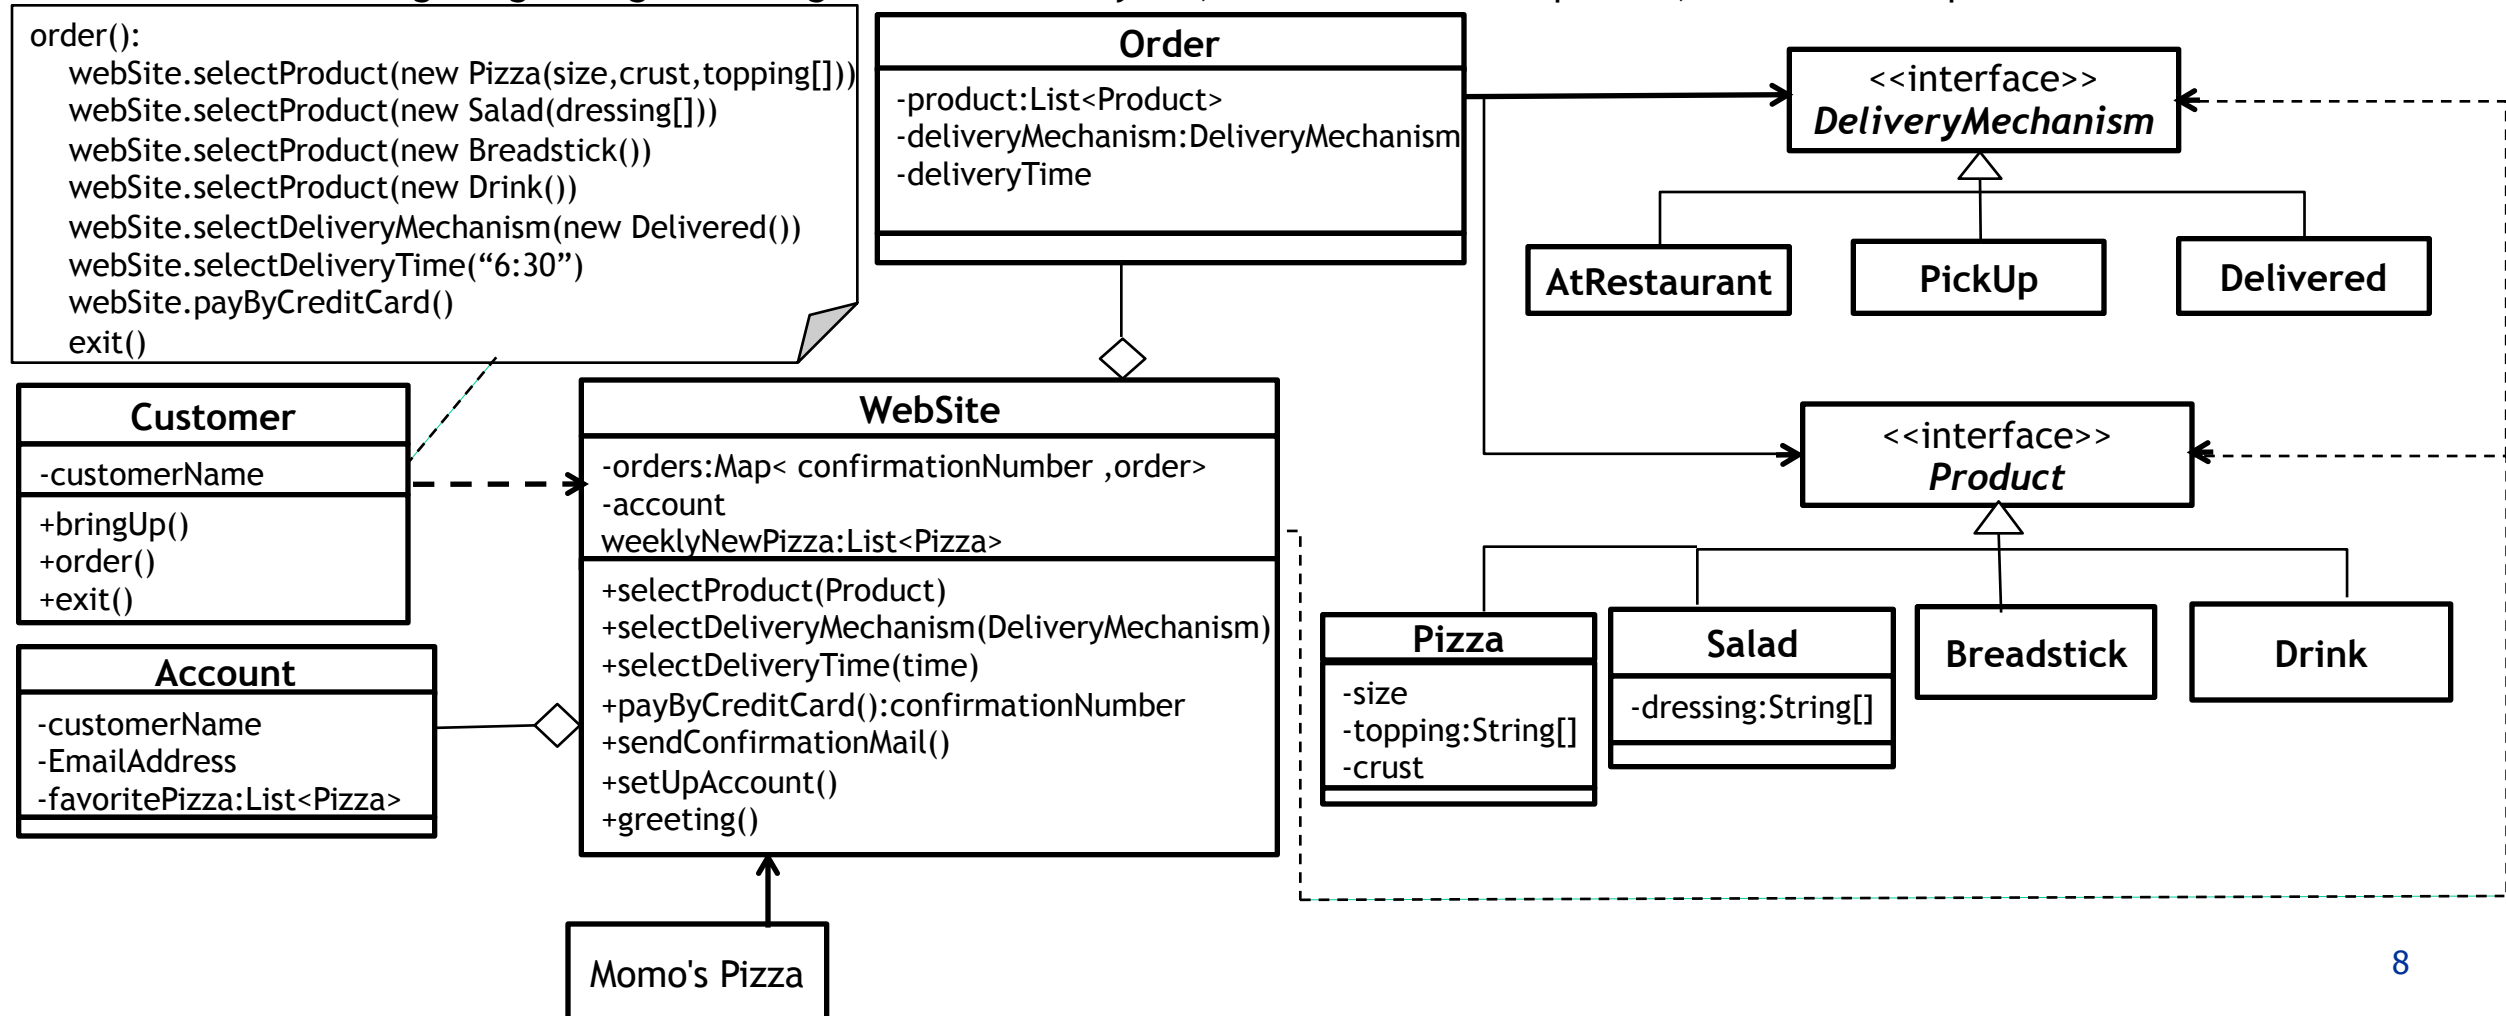 order():
webSite.selectProduct(new Pizza(size,crust,topping[]))
webSite.selectProduct(new Salad(dressing[]))
webSite.selectProduct(new Breadstick())
webSite.selectProduct(new Drink())
webSite.selectDeliveryMechanism(new Delivered())
webSite.selectDeliveryTime(“6:30”)
webSite.payByCreditCard()
exit()
Order
-product:List<Product>
-deliveryMechanism:DeliveryMechanism
-deliveryTime
<<interface>>
DeliveryMechanism
AtRestaurant
PickUp
Delivered
Customer
-customerName
+bringUp()
+order()
+exit()
WebSite
-orders:Map< confirmationNumber ,order>
-account
weeklyNewPizza:List<Pizza>
+selectProduct(Product)
+selectDeliveryMechanism(DeliveryMechanism)
+selectDeliveryTime(time)
+payByCreditCard():confirmationNumber
+sendConfirmationMail()
+setUpAccount()
+greeting()
<<interface>>
Product
Pizza
-size
-topping:String[]
-crust
Salad
-dressing:String[]
Breadstick
Drink
Account
-customerName
-EmailAddress
-favoritePizza:List<Pizza>
Momo's Pizza
8